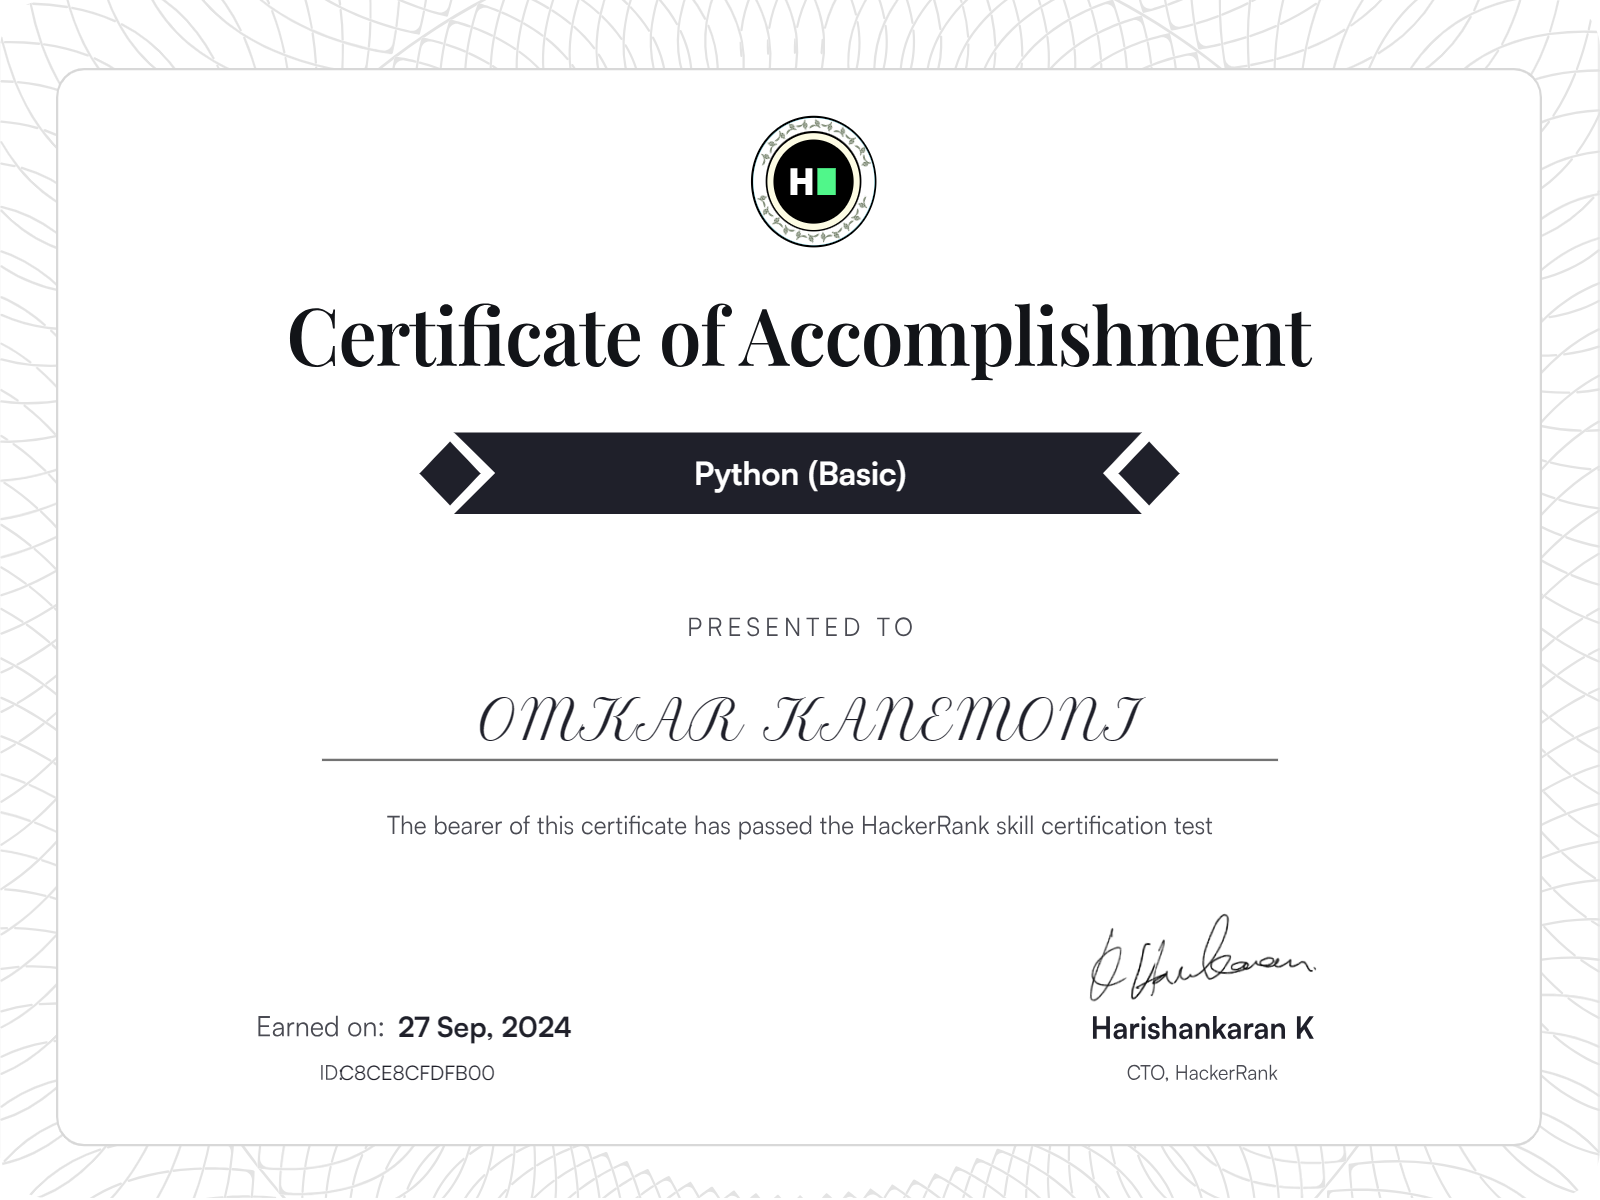 H
Certificate of Accomplishment
Python (Basic)
PRESENTED TO
OMKAR KANEMONI
The bearer of this certificate has passed the HackerRank skill certification test
Earned on: 27 Sep, 2024
ID:C8CE8CFDFB00
Harishankaran K
CTO, HackerRank